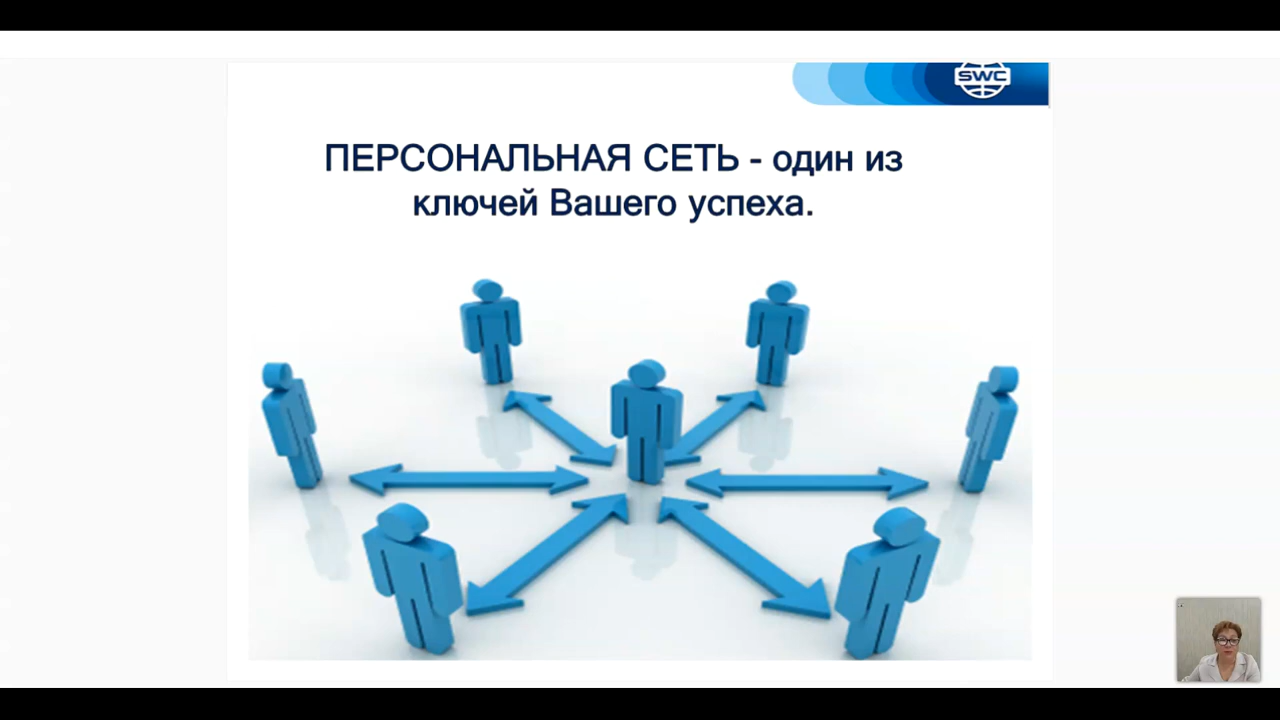 SWC
ПЕРСОНАЛЬНАЯ СЕТЬ - один из
ключей Вашего успеха.